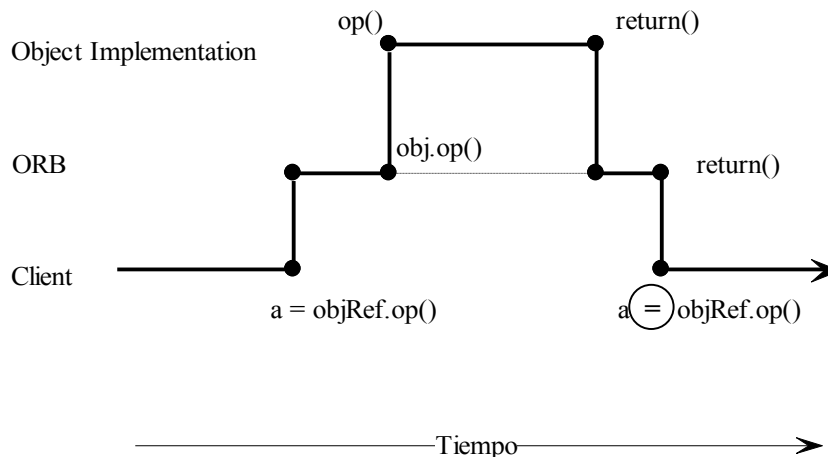 op()
return()
Object Implementation
obj.op()
ORB
return()
Client
a = objRef.op()
a = objRef.op()
Tiempo